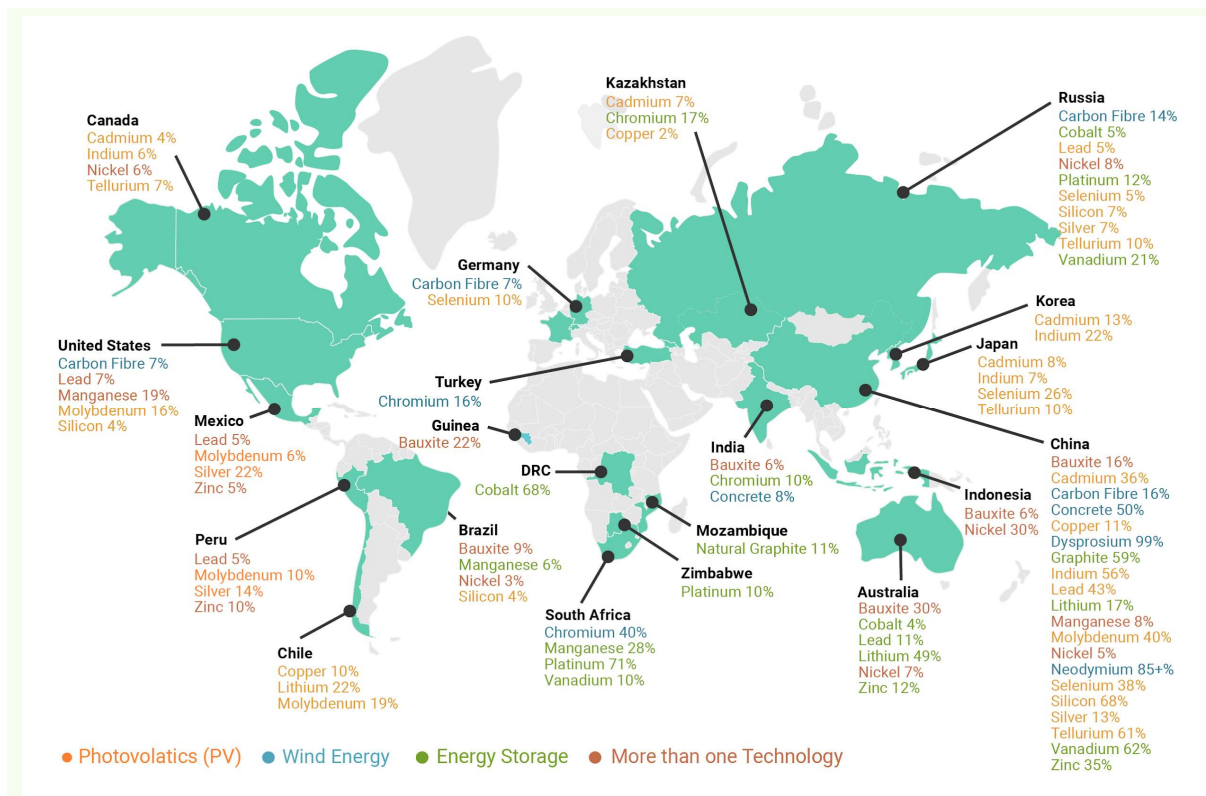 Kazakhstan
Cadmium 7%
Chromium 17%
Copper 2%
Russia
Carbon Fibre 14%
Cobalt 5%
Lead 5%
Nickel 8%
Platinum 12%
Selenium 5%
Silicon 7%
Silver 7%
Tellurium 10%
Vanadium 21%
Canada
Cadmium 4%
Indium 6%
Nickel 6%
Tellurium 7%
Germany
Carbon Fibre 7%
Selenium 10%
Korea
Cadmium 13%
Indium 22%
United States
Carbon Fibre 7%
Lead 7%
Manganese 19%
Molybdenum 16%
Silicon 4%
Japan
Cadmium 8%
Indium 7%
Selenium 26%
Tellurium 10%
Turkey
Chromium 16%
Mexico
Lead 5%
Molybdenum 6%
Silver 22%
Zinc 5%
Guinea
Bauxite 22%
India
Bauxite 6%
Chromium 10%
Concrete 8%
China
Bauxite 16%
Cadmium 36%
Carbon Fibre 16%
Concrete 50%
Copper 11%
Dysprosium 99%
Graphite 59%
Indium 56%
Lead 43%
Lithium 17%
Manganese 8%
Molybdenum 40%
Nickel 5%
Neodymium 85+%
Selenium 38%
Silicon 68%
Silver 13%
Tellurium 61%
Vanadium 62%
Zinc 35%
DRC
Cobalt 68%
Indonesia
Bauxite 6%
Nickel 30%
Peru
Lead 5%
Molybdenum 10%
Silver 14%
Zinc 10%
Brazil
Bauxite 9%
Manganese 6%
Nickel 3%
Silicon 4%
Mozambique
Natural Graphite 11%
Zimbabwe
Platinum 10%
Australia
Bauxite 30%
Cobalt 4%
Lead 11%
Lithium 49%
Nickel 7%
Zinc 12%
South Africa
Chromium 40%
Manganese 28%
Platinum 71%
Vanadium 10%
Chile
Copper 10%
Lithium 22%
Molybdenum 19%
Photovolatics (PV)
Wind Energy
Energy Storage
More than one Technology